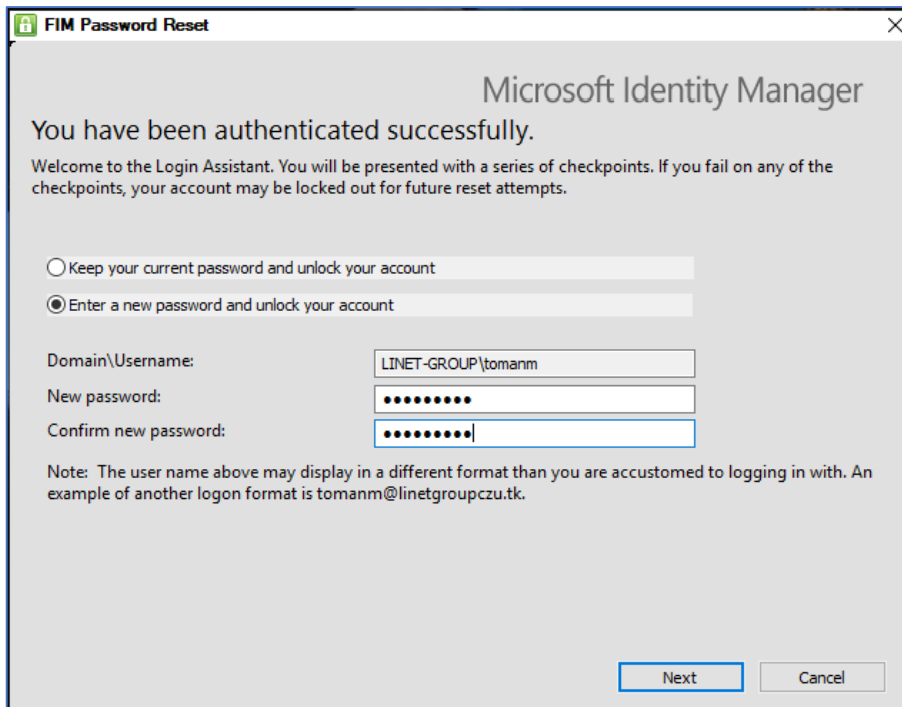 FIM Password Reset
Microsoft Identity Manager
You have been authenticated successfully.
Welcome to the Login Assistant. You will be presented with a series of checkpoints. If you fail on any of the
checkpoints, your account may be locked out for future reset attempts.
Keep your current password and unlock your account
Enter a new password and unlock your account
Domain\Username:
LINET-GROUP\tomanm
New password:
●●●●●●●●●
Confirm new password:
●●●●●●●●●
Note: The user name above may display in a different format than you are accustomed to logging in with. An
example of another logon format is tomanm@linetgroupczu.tk.
Next
Cancel